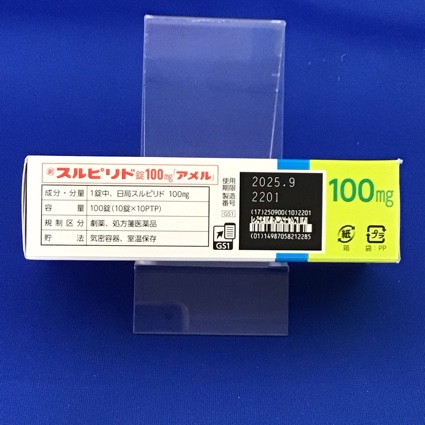 劇 スルピリド錠100mg「アメル」
成分・分量 1錠中、日局スルピリド 100mg
容量 100錠(10錠×10PTP)
規制区分 劇薬、処方箋医薬品
貯法 気密容器、室温保存
使用
期限
製造
番号
GS1
2025.9
2201
(17)250900(10)2201
(01)14987058212285
GS1
100mg
紙
箱
プラ
袋:PP